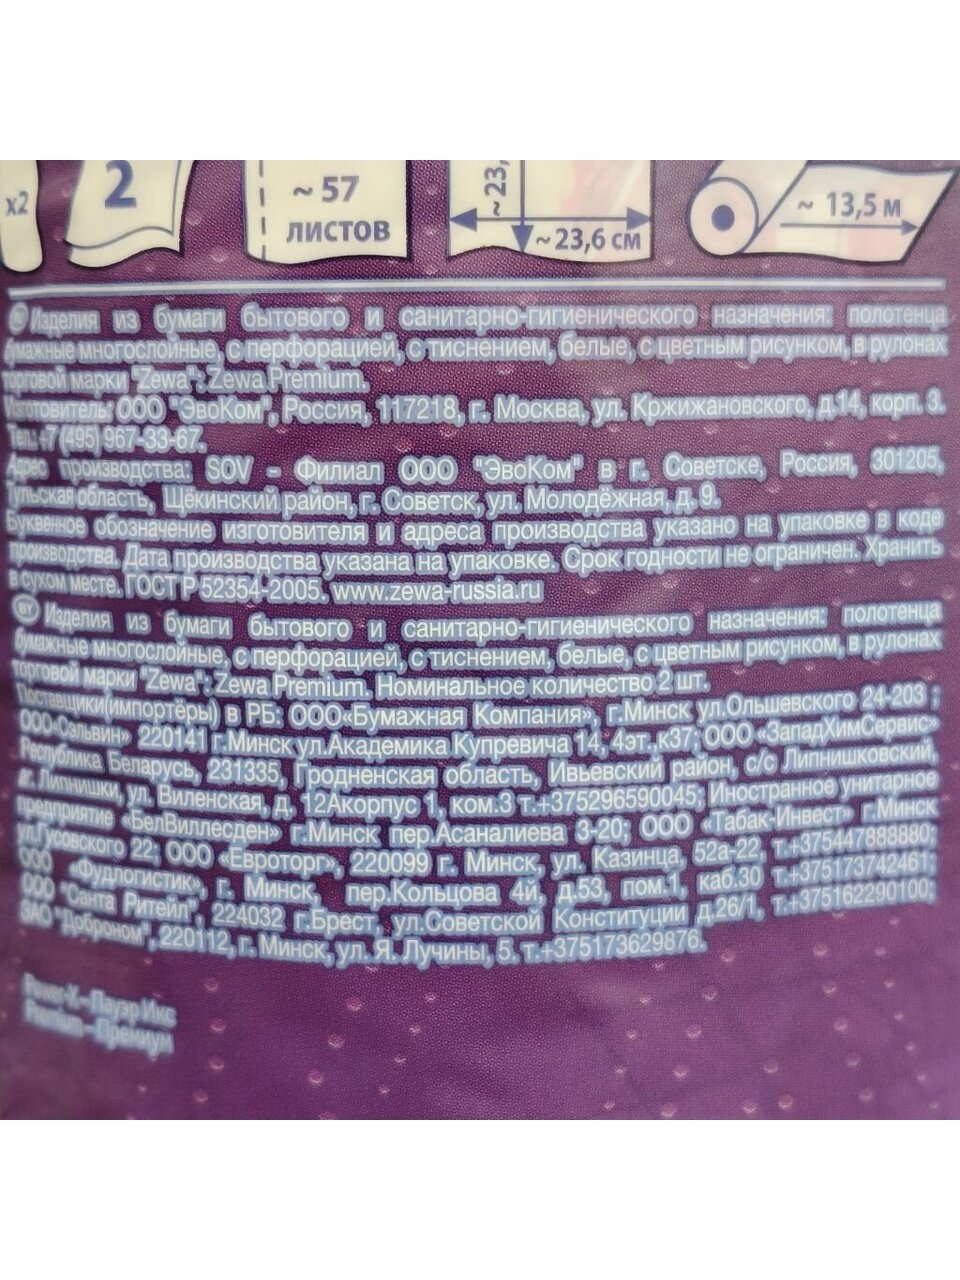 x2
2
~ 57
ЛИСТОВ
~ 23,
~ 23,6 см
~ 13,5 м
Изделия из бумаги бытового и санитарно-гигиенического назначения: полотенца
бумажные многослойные, с перфорацией, с тиснением, белые, с цветным рисунком, в рулонах
торговой марки "Zewa": Zewa Premium.
Изготовитель: ООО "ЭвоКом", Россия, 117218, г. Москва, ул. Кржижановского, д.14, корп. 3.
Тел.: +7 (495) 967-33-67.
Адрес производства: SOV - Филиал ООО "ЭвоКом" в г. Советске, Россия, 301205,
Тульская область, Щёкинский район, г. Советск, ул. Молодёжная, д. 9.
Буквенное обозначение изготовителя и адреса производства указано на упаковке в коде
производства. Дата производства указана на упаковке. Срок годности не ограничен. Хранить
в сухом месте. ГОСТ Р 52354-2005. www.zewa-russia.ru
BY Изделия из бумаги бытового и санитарно-гигиенического назначения: полотенца
бумажные многослойные, с перфорацией, с тиснением, белые, с цветным рисунком, в рулонах
торговой марки "Zewa": Zewa Premium. Номинальное количество 2 шт.
Поставщики(импортёры) в РБ: ООО«Бумажная Компания», г.Минск ул.Ольшевского 24-203 ;
ООО«Сэльвин» 220141 г.Минск ул.Академика Купревича 14, 4эт.,к37; ООО «ЗападХимСервис»
Республика Беларусь, 231335, Гродненская область, Ивьевский район, с/с Липнишковский,
аг. Липнишки, ул. Виленская, д. 12Акорпус 1, ком.3 т.+375296590045; Иностранное унитарное
предприятие «БелВиллесден» г.Минск пер.Асаналиева 3-20; ООО «Табак-Инвест» г.Минск
ул.Гусовского 22; ООО «Евроторг», 220099 г. Минск, ул. Казинца, 52а-22, т.+375447888880;
ООО «Фудлогистик», г. Минск, пер.Кольцова 4й, д.53, пом.1, каб.30 т.+375173742461;
ООО "Санта Ритейл", 224032 г.Брест, ул.Советской Конституции д.26/1, т.+375162290100;
ЗАО "Доброном", 220112, г. Минск, ул. Я. Лучины, 5. т.+375173629876.
Power-X – Пауэр Икс
Premium – Премиум